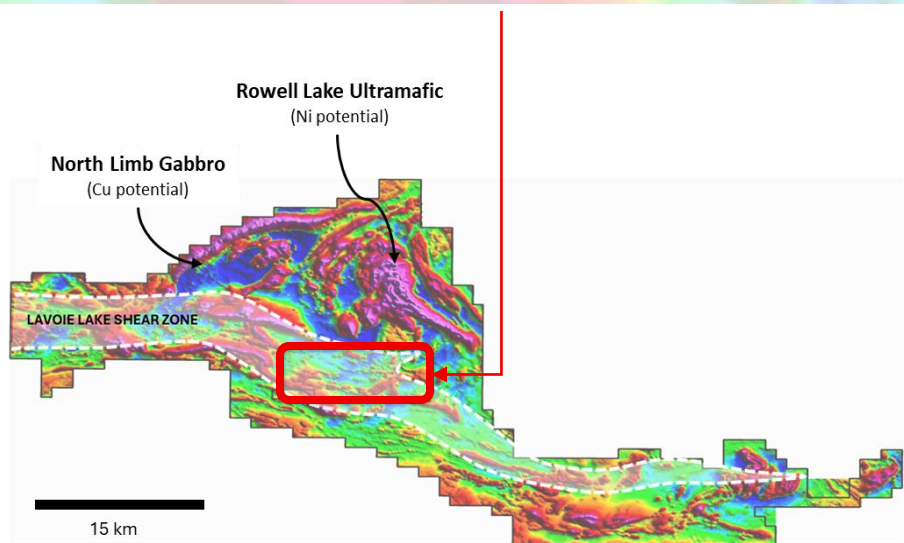 Rowell Lake Ultramafic
(Ni potential)
North Limb Gabbro
(Cu potential)
LAVOIE LAKE SHEAR ZONE
15 km